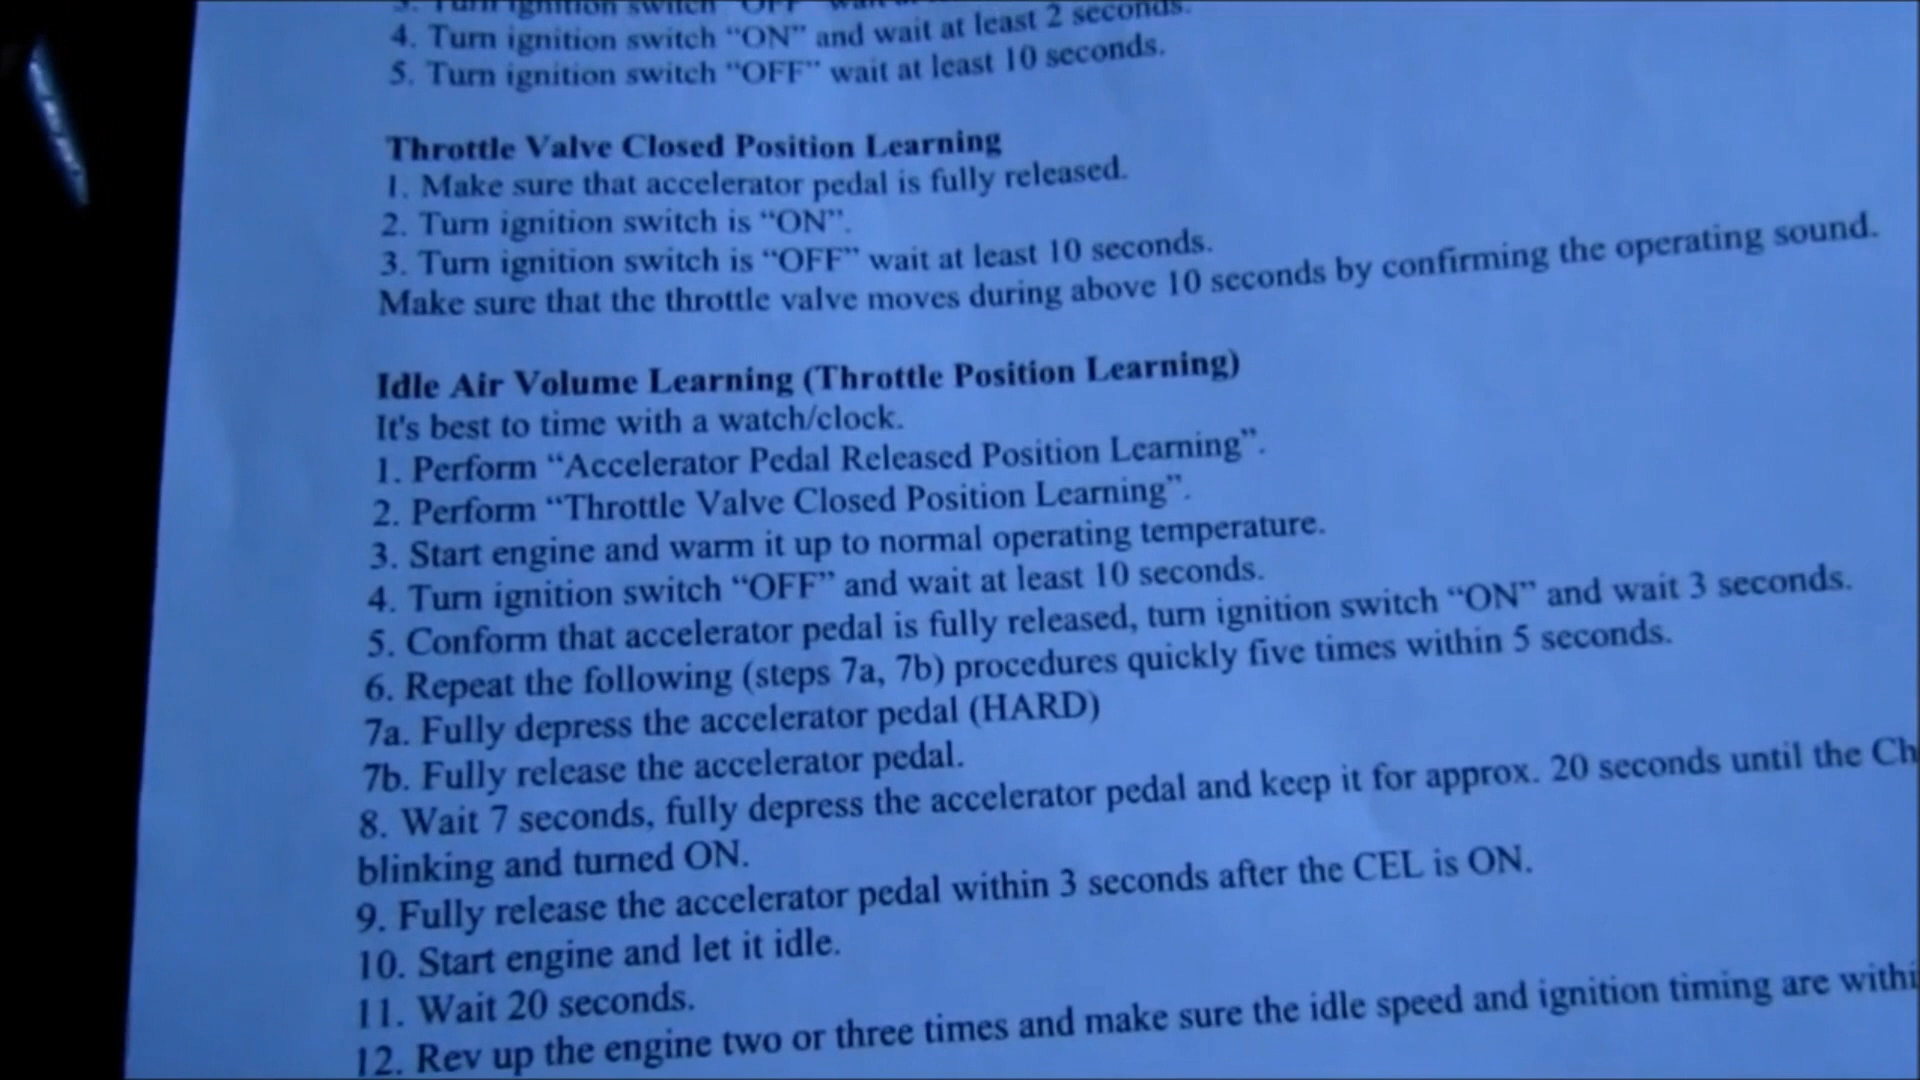 3. Turn ignition switch "OFF" wait at
4. Turn ignition switch “ON” and wait at least 2 seconds.
5. Turn ignition switch “OFF” wait at least 10 seconds.
Throttle Valve Closed Position Learning
1. Make sure that accelerator pedal is fully released.
2. Turn ignition switch is “ON”.
3. Turn ignition switch is “OFF” wait at least 10 seconds.
Make sure that the throttle valve moves during above 10 seconds by confirming the operating sound.
Idle Air Volume Learning (Throttle Position Learning)
It's best to time with a watch/clock.
1. Perform “Accelerator Pedal Released Position Learning”.
2. Perform “Throttle Valve Closed Position Learning”.
3. Start engine and warm it up to normal operating temperature.
4. Turn ignition switch “OFF” and wait at least 10 seconds.
5. Conform that accelerator pedal is fully released, turn ignition switch “ON” and wait 3 seconds.
6. Repeat the following (steps 7a, 7b) procedures quickly five times within 5 seconds.
7a. Fully depress the accelerator pedal (HARD)
7b. Fully release the accelerator pedal.
8. Wait 7 seconds, fully depress the accelerator pedal and keep it for approx. 20 seconds until the Ch
blinking and turned ON.
9. Fully release the accelerator pedal within 3 seconds after the CEL is ON.
10. Start engine and let it idle.
11. Wait 20 seconds.
12. Rev up the engine two or three times and make sure the idle speed and ignition timing are withi